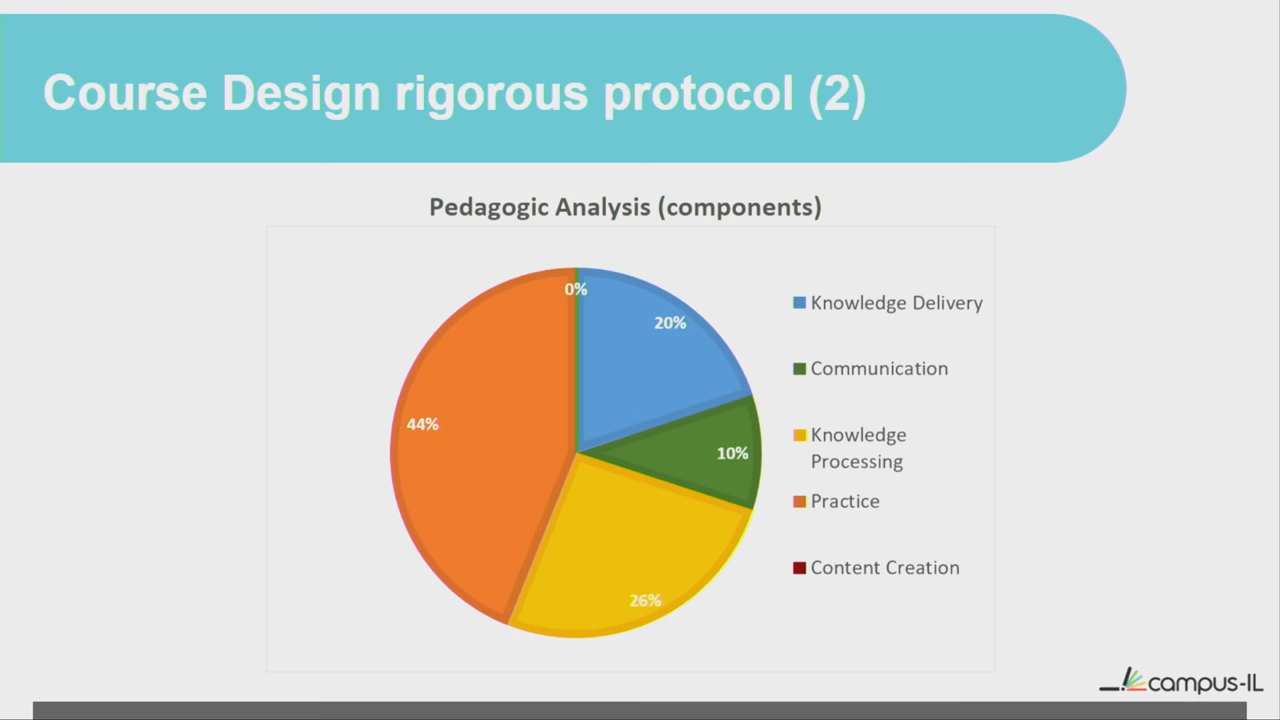 Course Design rigorous protocol (2)
Pedagogic Analysis (components)
0%
20%
44%
10%
26%
Knowledge Delivery
Communication
Knowledge
Processing
Practice
Content Creation
campus-IL